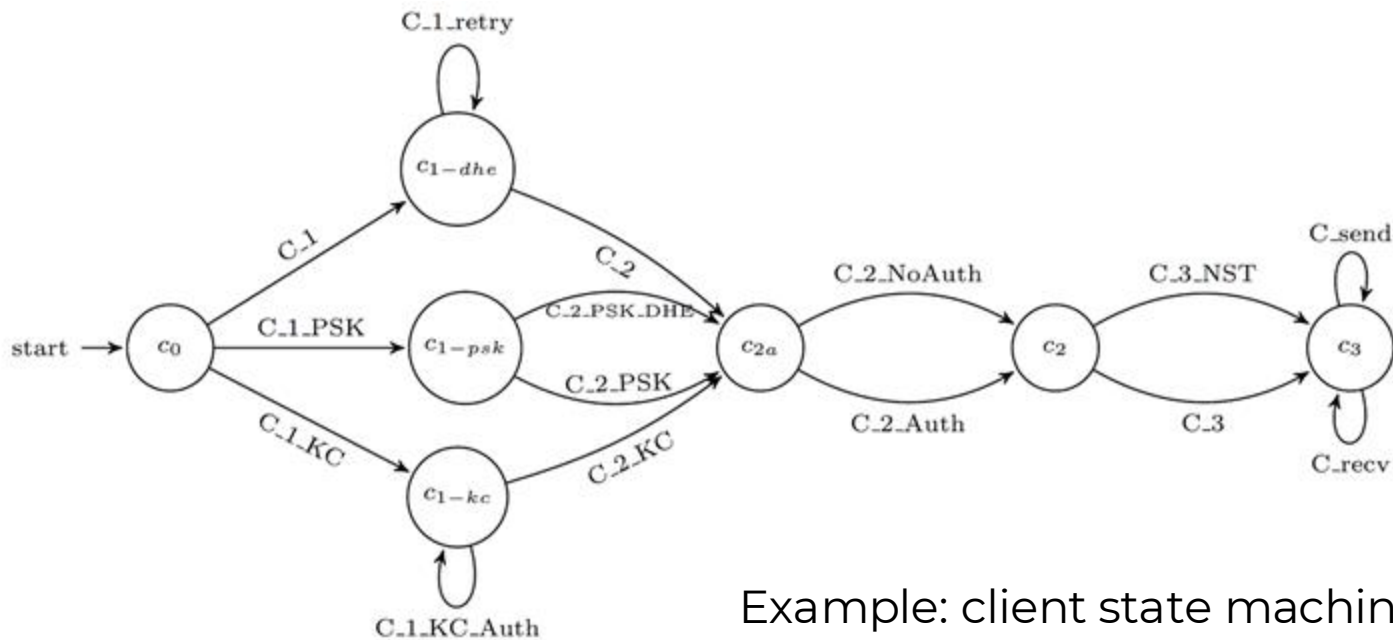 C_1_retry
c1−dhe
C_1
C_2
C_send
C_2_NoAuth
C_3_NST
C_2_PSK_DHE
start
c0
C_1_PSK
c1−psk
c2a
c2
c3
C_2_PSK
C_1_KC
C_2_KC
C_2_Auth
C_3
C_recv
c1−kc
C_1_KC_Auth
Example: client state machin